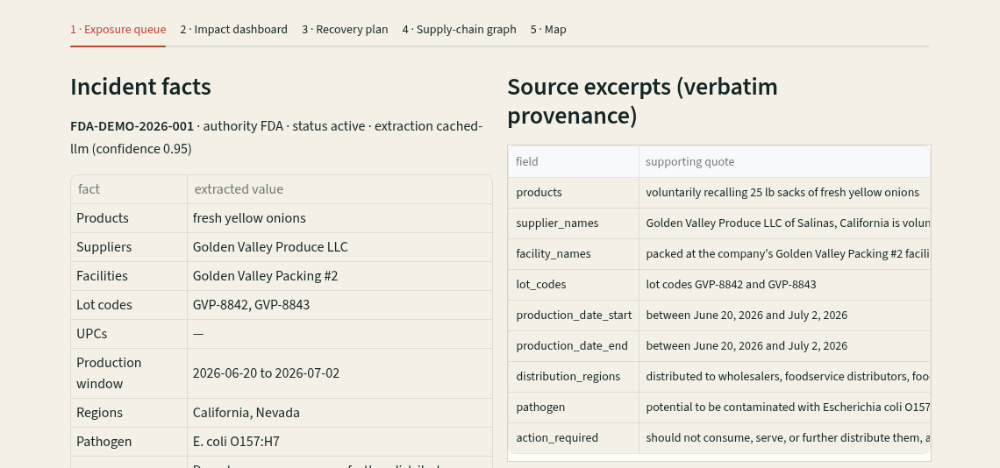 1 · Exposure queue 2 · Impact dashboard 3 · Recovery plan 4 · Supply-chain graph 5 · Map
Incident facts
FDA-DEMO-2026-001 · authority FDA · status active · extraction cached-
llm (confidence 0.95)
fact extracted value
Products fresh yellow onions
Suppliers Golden Valley Produce LLC
Facilities Golden Valley Packing #2
Lot codes GVP-8842, GVP-8843
UPCs —
Production
window 2026-06-20 to 2026-07-02
Regions California, Nevada
Pathogen E. coli O157:H7
Source excerpts (verbatim
provenance)
field supporting quote
products voluntarily recalling 25 lb sacks of fresh yellow onions
supplier_names Golden Valley Produce LLC of Salinas, California is volun
facility_names packed at the company's Golden Valley Packing #2 facili
lot_codes lot codes GVP-8842 and GVP-8843
production_date_start between June 20, 2026 and July 2, 2026
production_date_end between June 20, 2026 and July 2, 2026
distribution_regions distributed to wholesalers, foodservice distributors, foo
pathogen potential to be contaminated with Escherichia coli O157
action_required should not consume, serve, or further distribute them, a